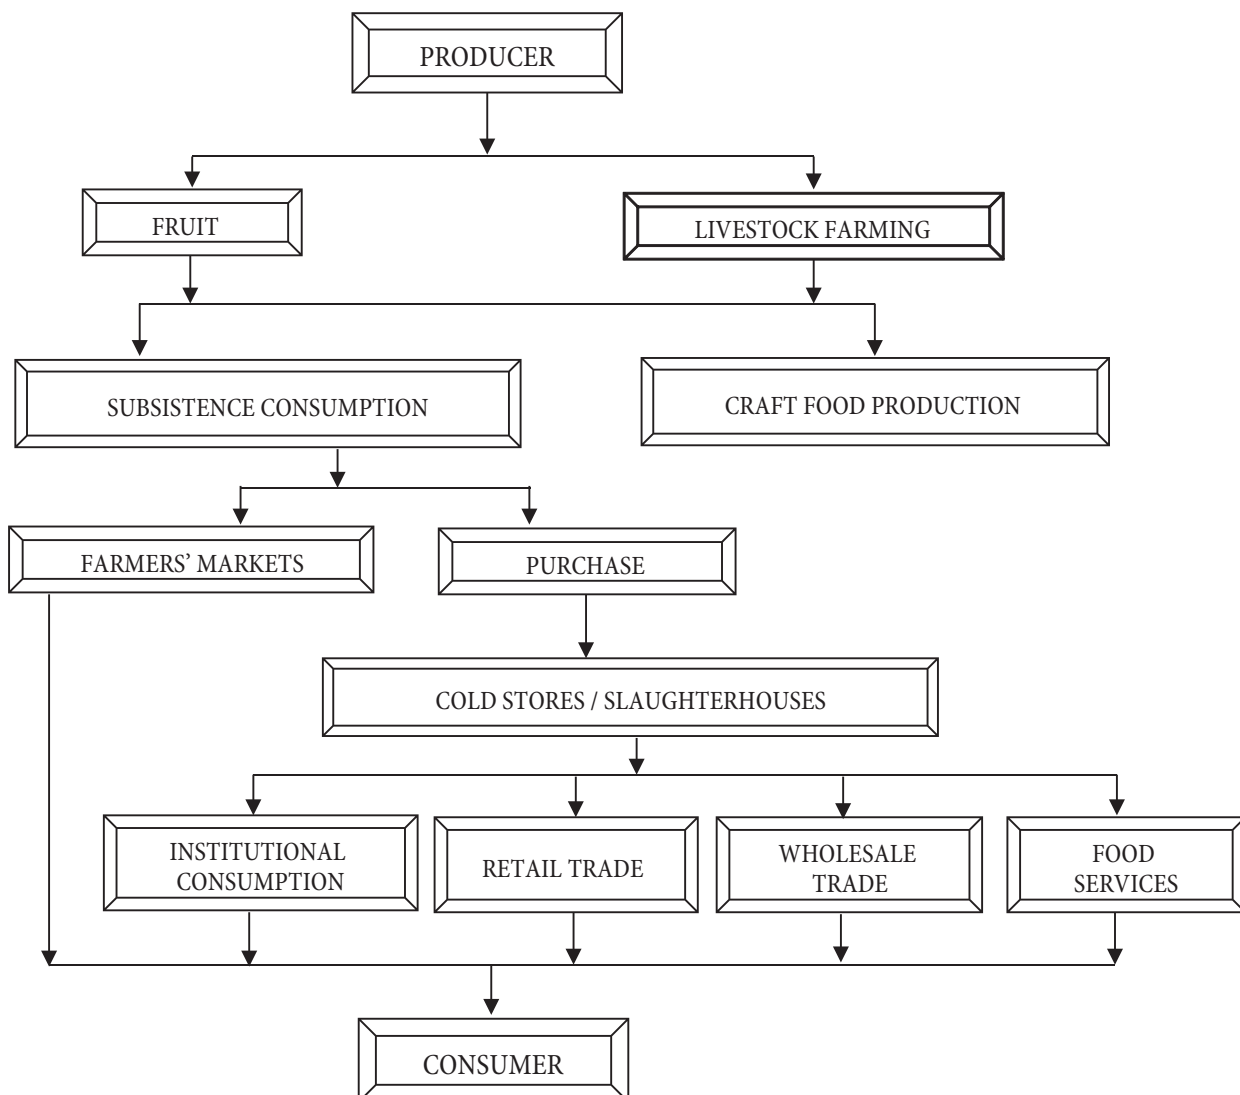 PRODUCER
FRUIT
LIVESTOCK FARMING
SUBSISTENCE CONSUMPTION
CRAFT FOOD PRODUCTION
FARMERS’ MARKETS
PURCHASE
COLD STORES / SLAUGHTERHOUSES
INSTITUTIONAL
CONSUMPTION
RETAIL TRADE
WHOLESALE
TRADE
FOOD
SERVICES
CONSUMER